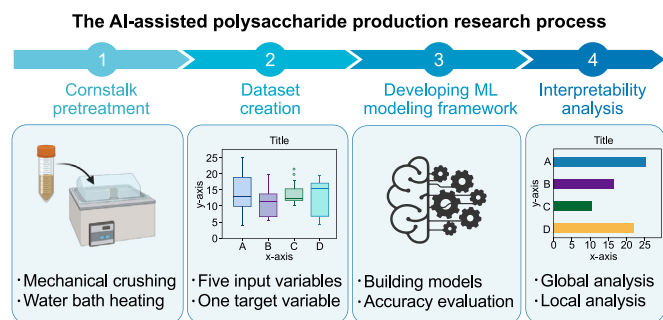 The AI-assisted polysaccharide production research process
1
2
3
4
Cornstalk
pretreatment
Dataset
creation
Developing ML
modeling framework
Interpretability
analysis
· Mechanical crushing
· Water bath heating
Title
y-axis
25
20
15
10
5
0
A
B
C
D
x-axis
· Five input variables
· One target variable
· Building models
· Accuracy evaluation
Title
y-axis
A
B
C
D
0
5
10
15
20
25
x-axis
· Global analysis
· Local analysis